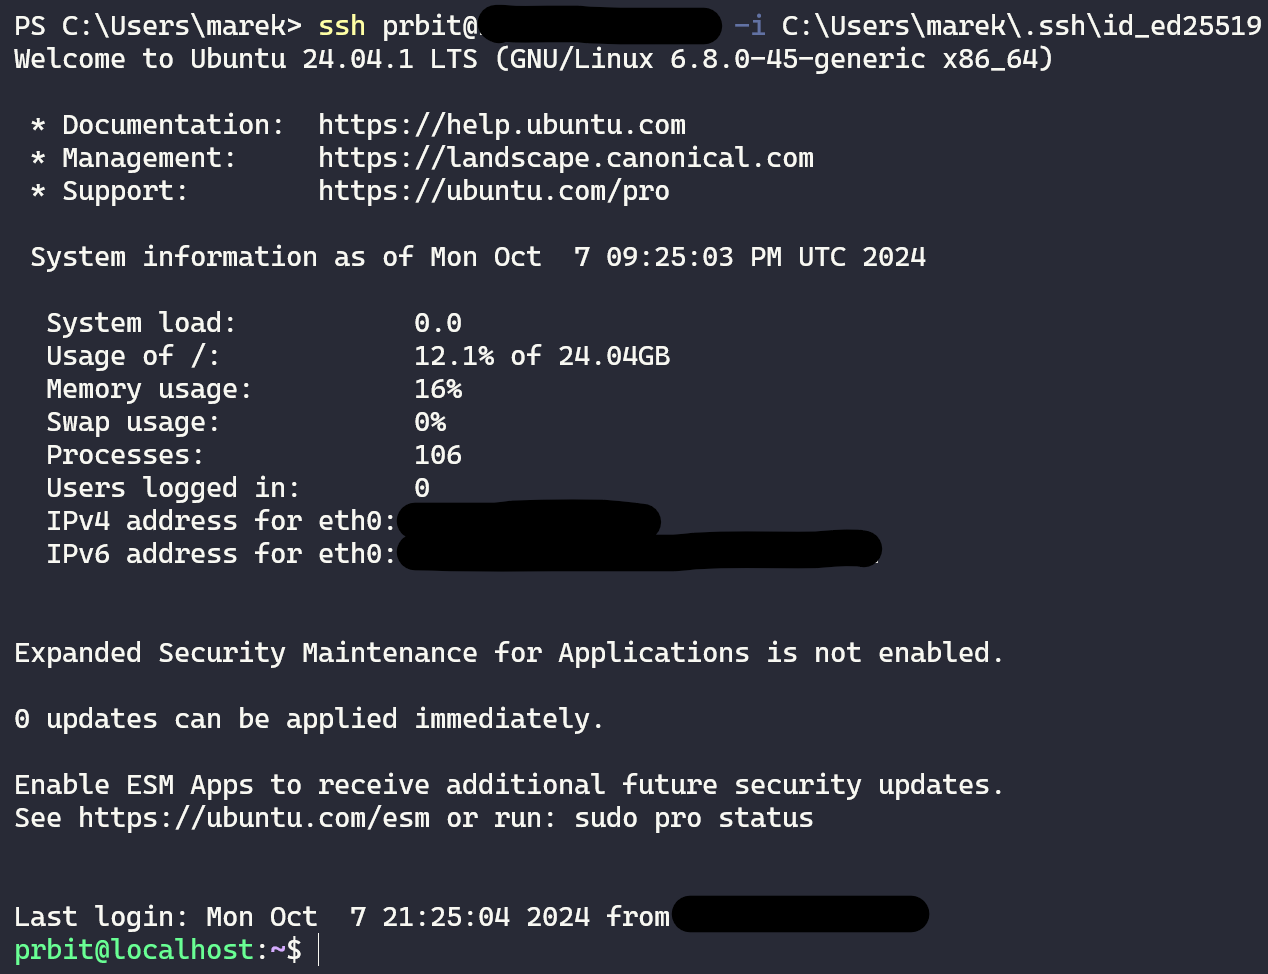 PS C:\Users\marek> ssh prbit@ -i C:\Users\marek\.ssh\id_ed25519
Welcome to Ubuntu 24.04.1 LTS (GNU/Linux 6.8.0-45-generic x86_64)
* Documentation: https://help.ubuntu.com
* Management: https://landscape.canonical.com
* Support: https://ubuntu.com/pro
System information as of Mon Oct 7 09:25:03 PM UTC 2024
System load: 0.0
Usage of /: 12.1% of 24.04GB
Memory usage: 16%
Swap usage: 0%
Processes: 106
Users logged in: 0
IPv4 address for eth0:
IPv6 address for eth0:
Expanded Security Maintenance for Applications is not enabled.
0 updates can be applied immediately.
Enable ESM Apps to receive additional future security updates.
See https://ubuntu.com/esm or run: sudo pro status
Last login: Mon Oct 7 21:25:04 2024 from
prbit@localhost:~$